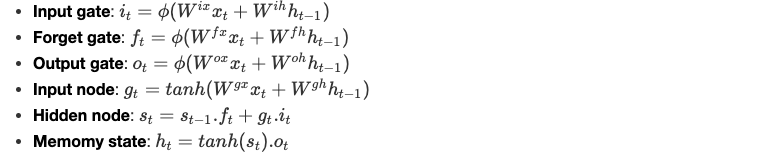 • Input gate: i_t = ϕ(W^{ix} x_t + W^{ih} h_{t−1})
• Forget gate: f_t = ϕ(W^{fx} x_t + W^{fh} h_{t−1})
• Output gate: o_t = ϕ(W^{ox} x_t + W^{oh} h_{t−1})
• Input node: g_t = tanh(W^{gx} x_t + W^{gh} h_{t−1})
• Hidden node: s_t = s_{t−1}.f_t + g_t.i_t
• Memomy state: h_t = tanh(s_t).o_t